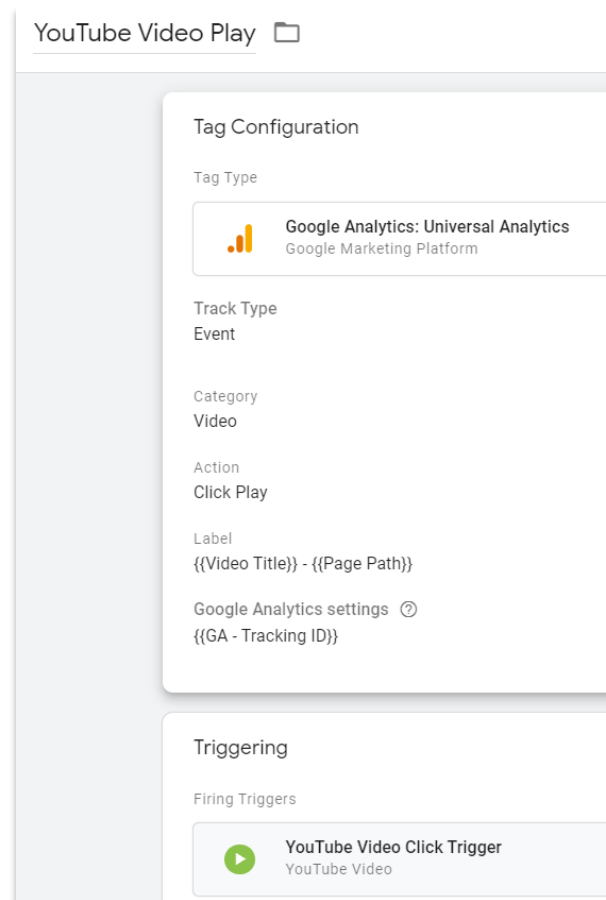 YouTube Video Play
Tag Configuration
Tag Type
Google Analytics: Universal Analytics
Google Marketing Platform
Track Type
Event
Category
Video
Action
Click Play
Label
{{Video Title}} - {{Page Path}}
Google Analytics settings ?
{{GA - Tracking ID}}
Triggering
Firing Triggers
YouTube Video Click Trigger
YouTube Video